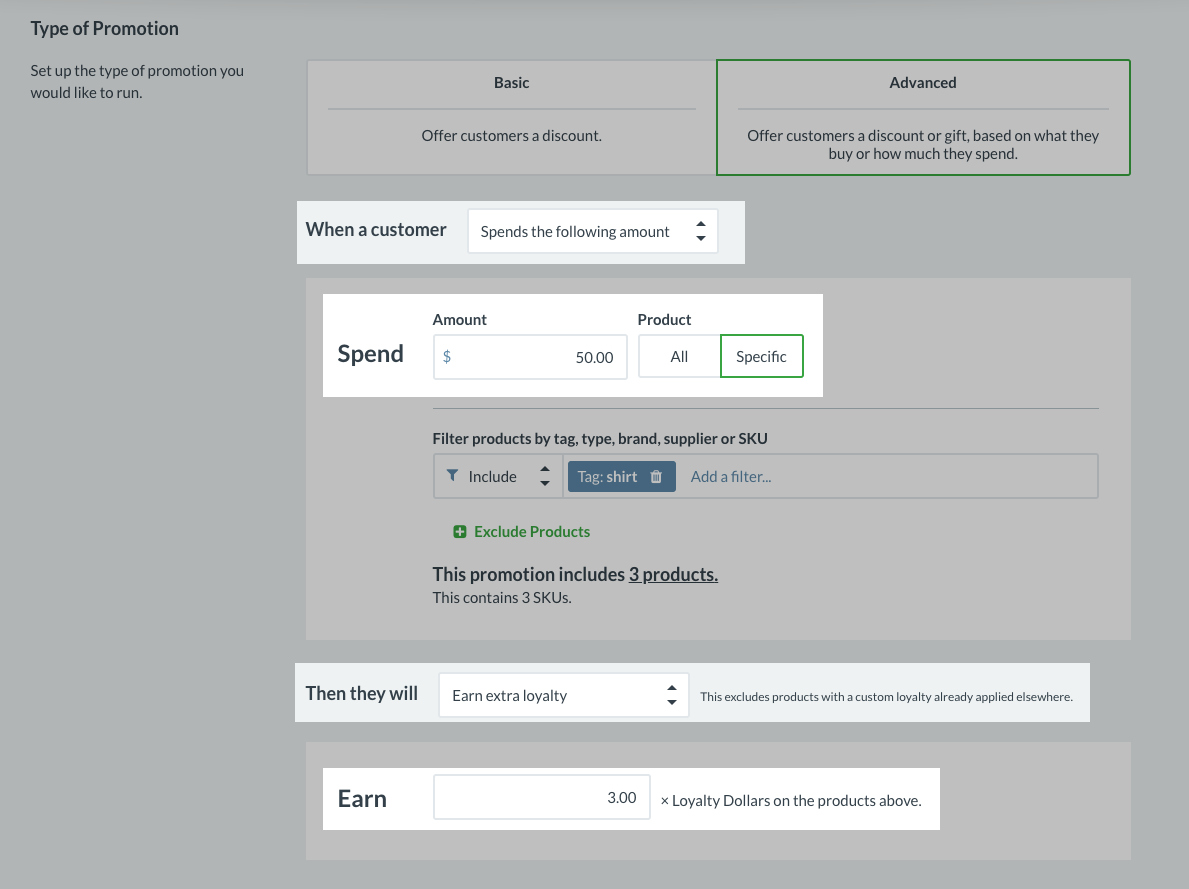 Type of Promotion
Set up the type of promotion you
would like to run.
Basic
Offer customers a discount.
Advanced
Offer customers a discount or gift, based on what they
buy or how much they spend.
When a customer
Spends the following amount
Spend
Amount
$ 50.00
Product
All
Specific
Filter products by tag, type, brand, supplier or SKU
Include
Tag: shirt
Add a filter...
Exclude Products
This promotion includes 3 products.
This contains 3 SKUs.
Then they will
Earn extra loyalty
This excludes products with a custom loyalty already applied elsewhere.
Earn
3.00
× Loyalty Dollars on the products above.